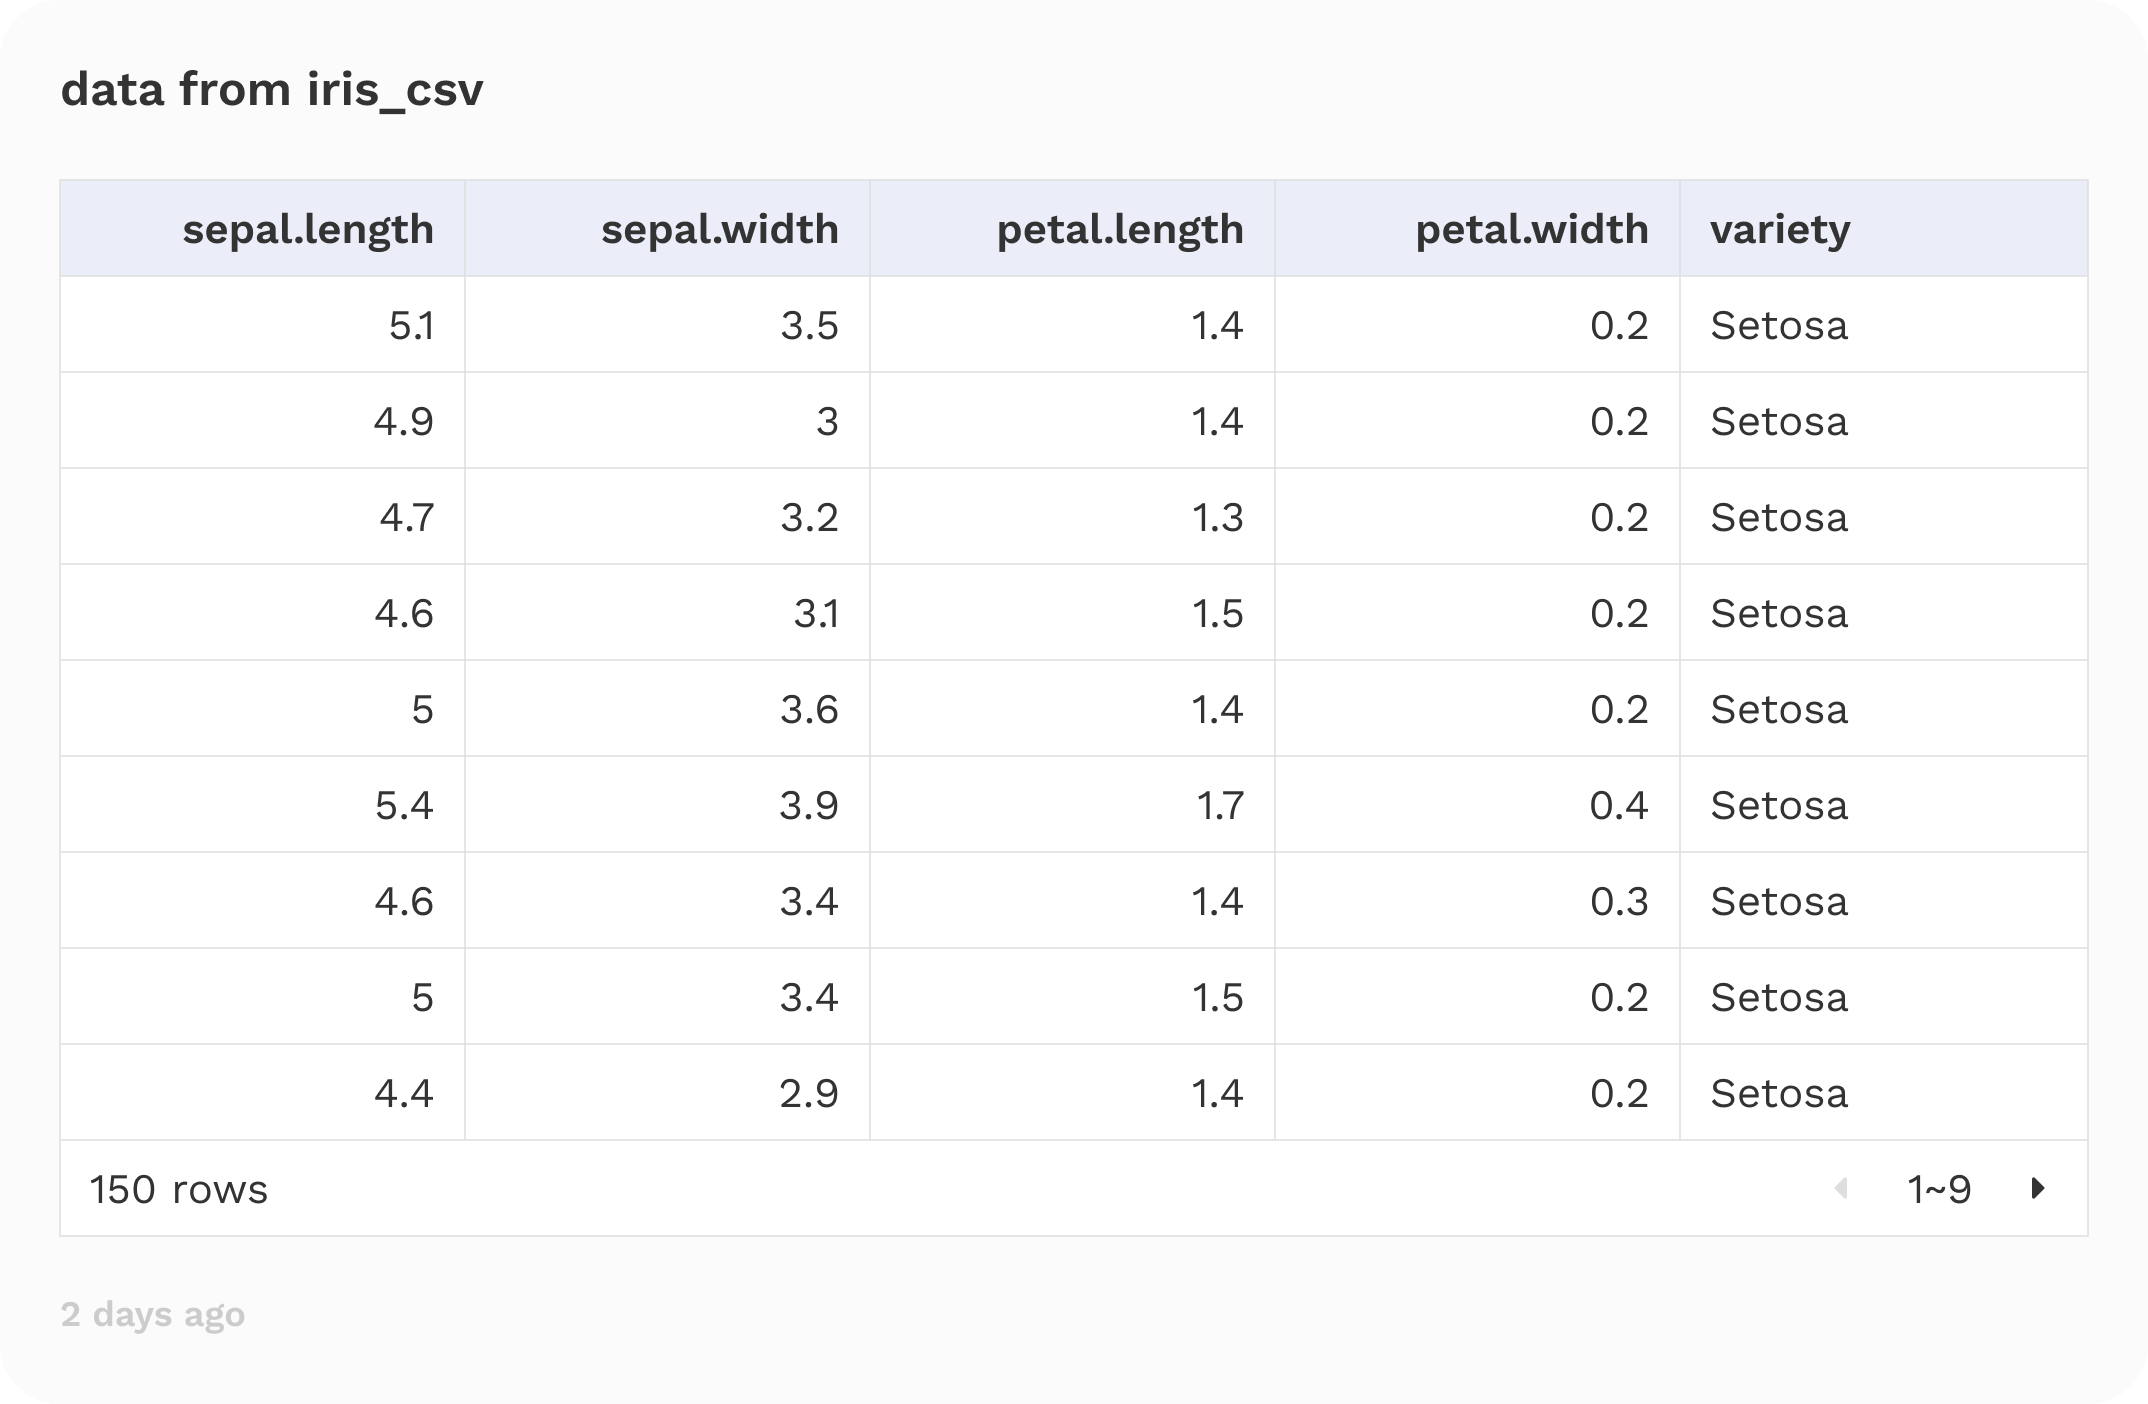 data from iris_csv
sepal.length sepal.width petal.length petal.width variety
5.1 3.5 1.4 0.2 Setosa
4.9 3 1.4 0.2 Setosa
4.7 3.2 1.3 0.2 Setosa
4.6 3.1 1.5 0.2 Setosa
5 3.6 1.4 0.2 Setosa
5.4 3.9 1.7 0.4 Setosa
4.6 3.4 1.4 0.3 Setosa
5 3.4 1.5 0.2 Setosa
4.4 2.9 1.4 0.2 Setosa
150 rows 1~9
2 days ago